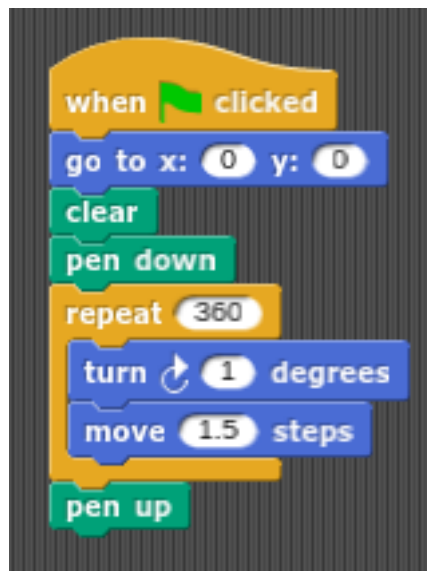 when clicked
go to x: 0 y: 0
clear
pen down
repeat 360
turn 1 degrees
move 1.5 steps
pen up